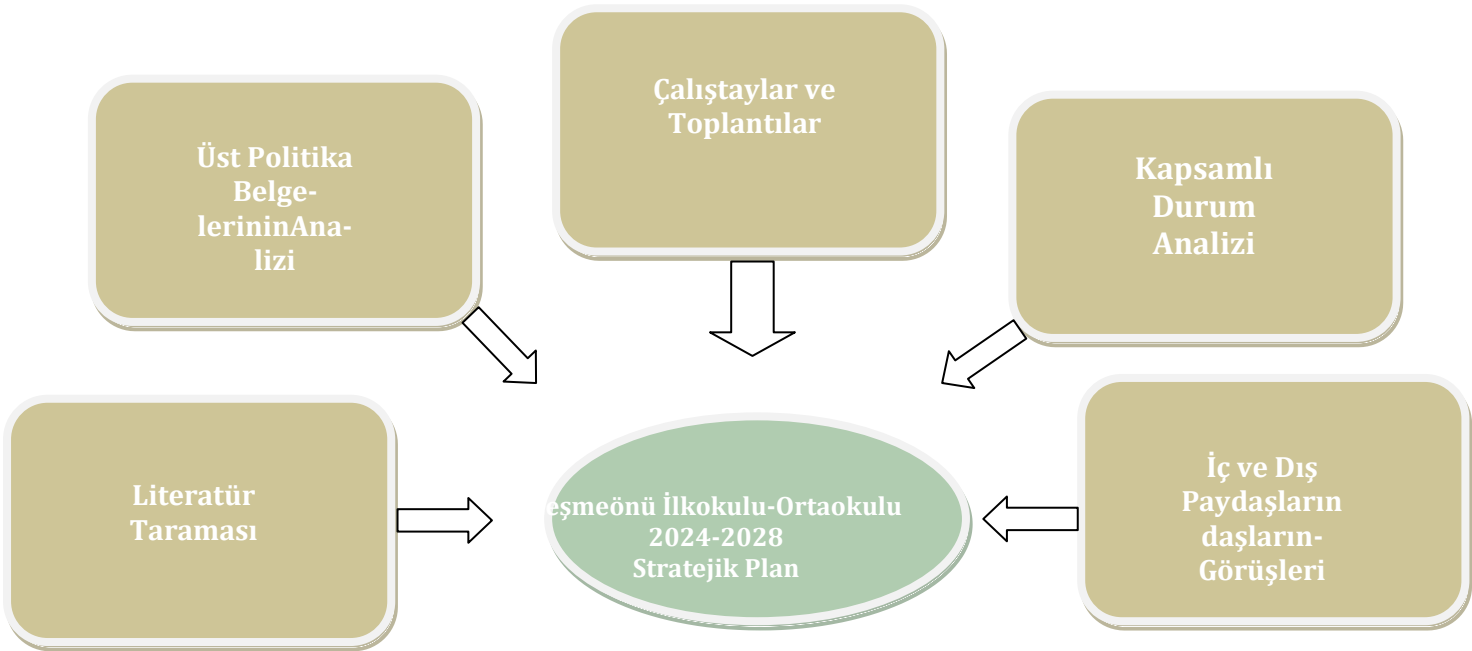 Çalıştaylar ve
Toplantılar
Üst Politika
Belge-
lerininAna-
lizi
Kapsamlı
Durum
Analizi
Literatür
Taraması
eşmeönü İlkokulu-Ortaokulu
2024-2028
Stratejik Plan
İç ve Dış
Paydaşların
daşların-
Görüşleri